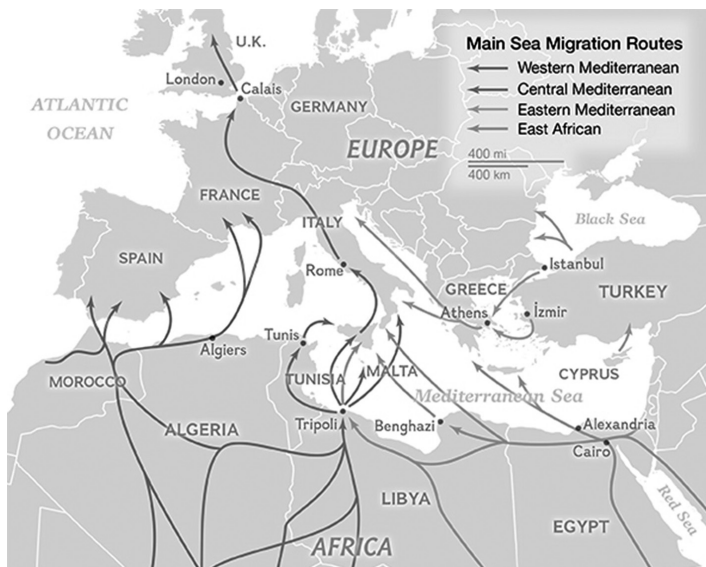 Main Sea Migration Routes
Western Mediterranean
Central Mediterranean
Eastern Mediterranean
East African
400 mi
400 km
U.K.
London
Calais
ATLANTIC
OCEAN
GERMANY
EUROPE
FRANCE
ITALY
Black Sea
SPAIN
Rome
Istanbul
GREECE
TURKEY
Athens
İzmir
Tunis
Algiers
CYPRUS
MOROCCO
TUNISIA
MALTA
Mediterranean Sea
ALGERIA
Tripoli
Benghazi
Alexandria
Cairo
LIBYA
Red Sea
EGYPT
AFRICA